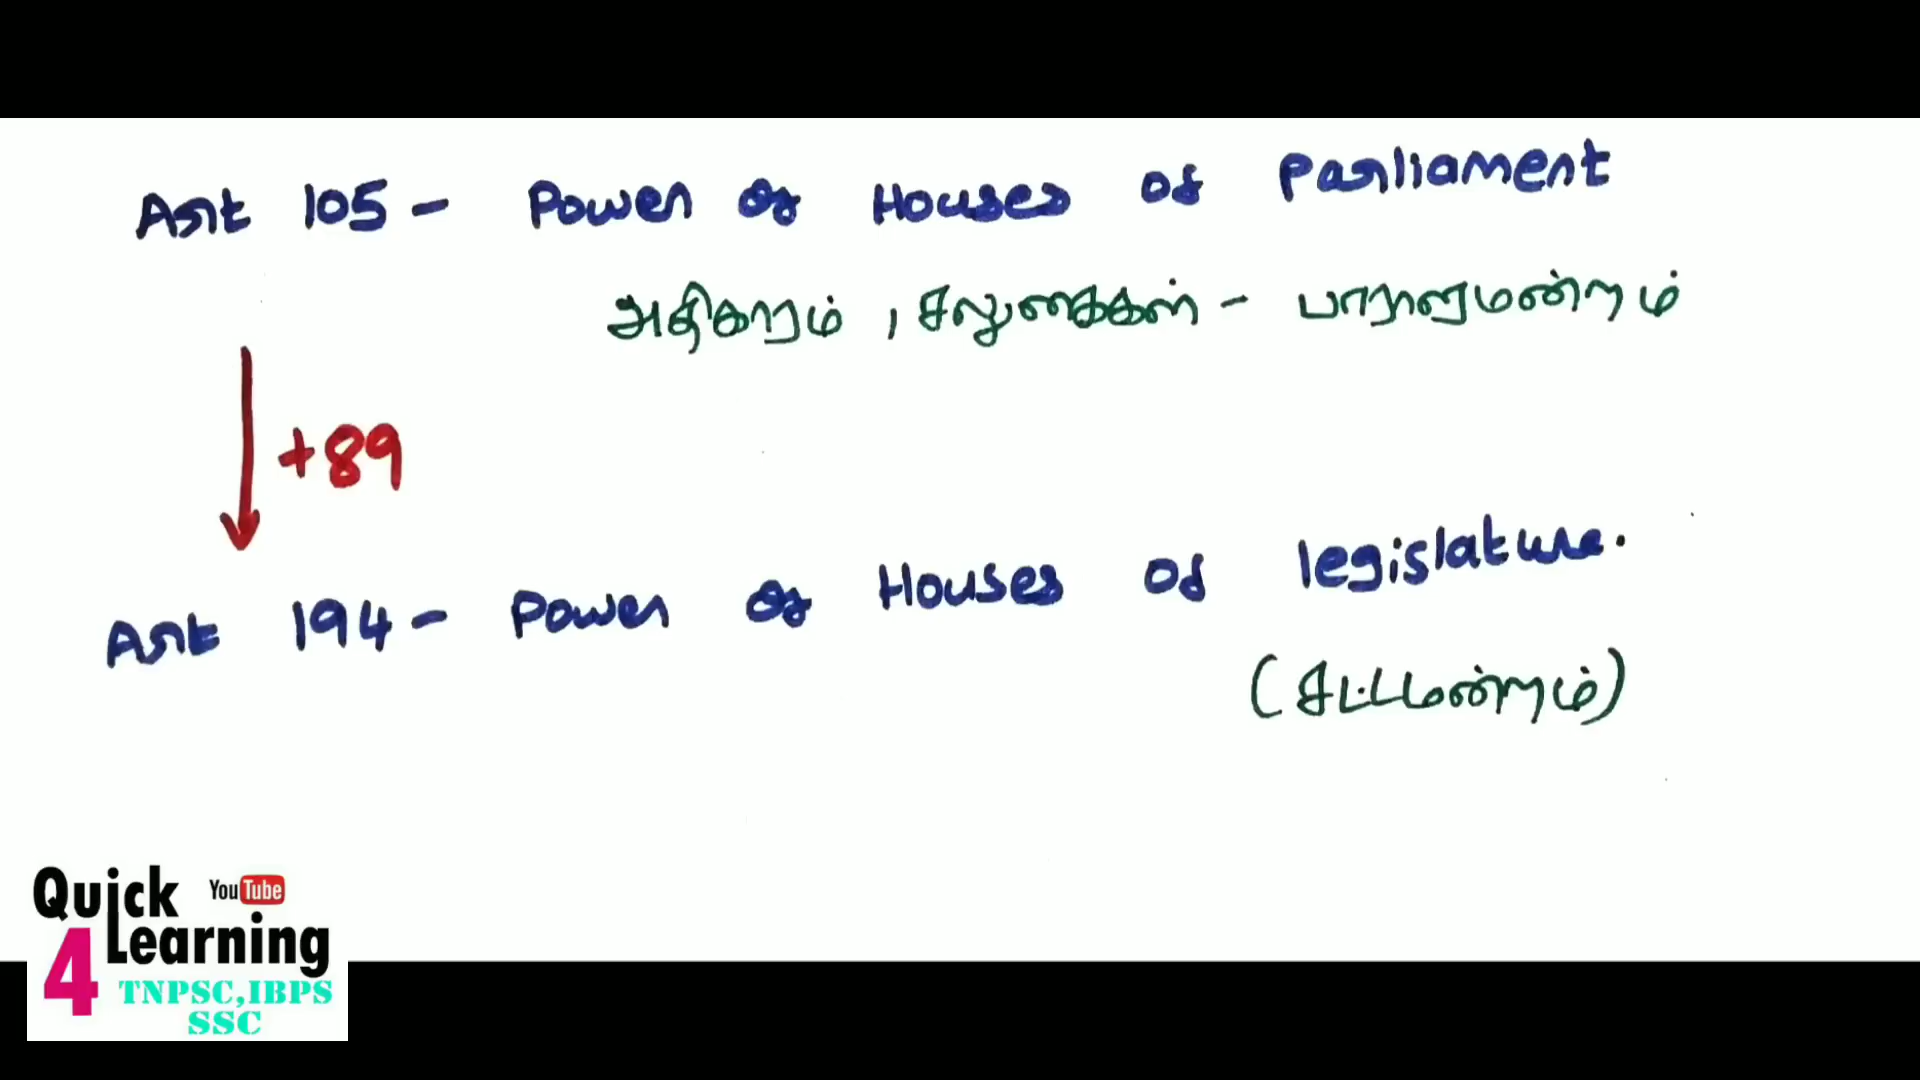 Art 105 - Power of Houses of Parliament
அதிகாரம் , சலுகைகள் - பாராளுமன்றம்
+89
Art 194 - Power of Houses of legislature.
(சட்டமன்றம்)
Quick YouTube
4 Learning
TNPSC,IBPS
SSC